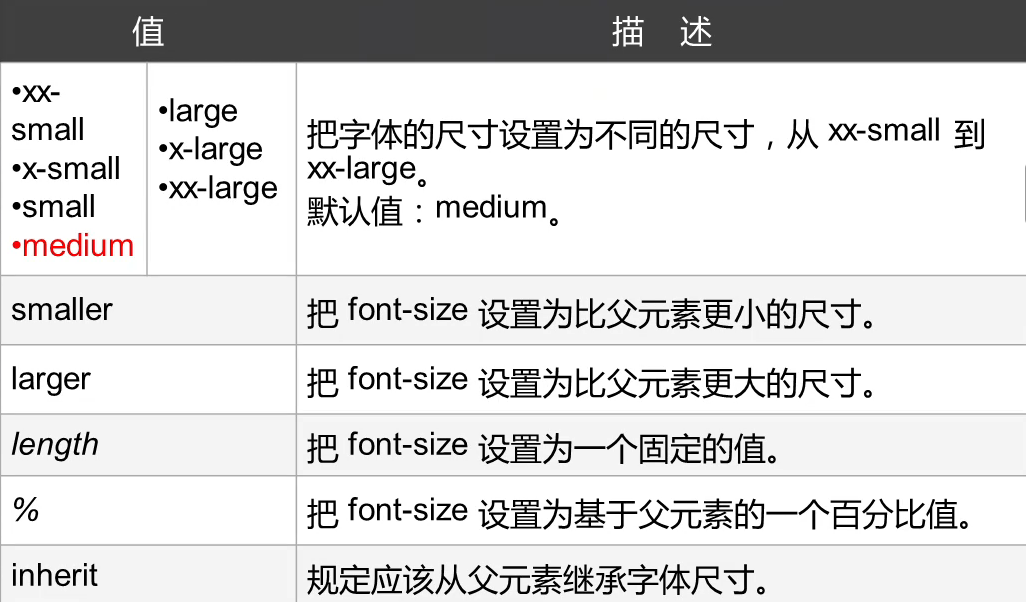 值 描 述
•xx-
small
•x-small
•small
•medium
•large
•x-large
•xx-large
把字体的尺寸设置为不同的尺寸，从 xx-small 到
xx-large。
默认值：medium。
smaller 把 font-size 设置为比父元素更小的尺寸。
larger 把 font-size 设置为比父元素更大的尺寸。
length 把 font-size 设置为一个固定的值。
% 把 font-size 设置为基于父元素的一个百分比值。
inherit 规定应该从父元素继承字体尺寸。